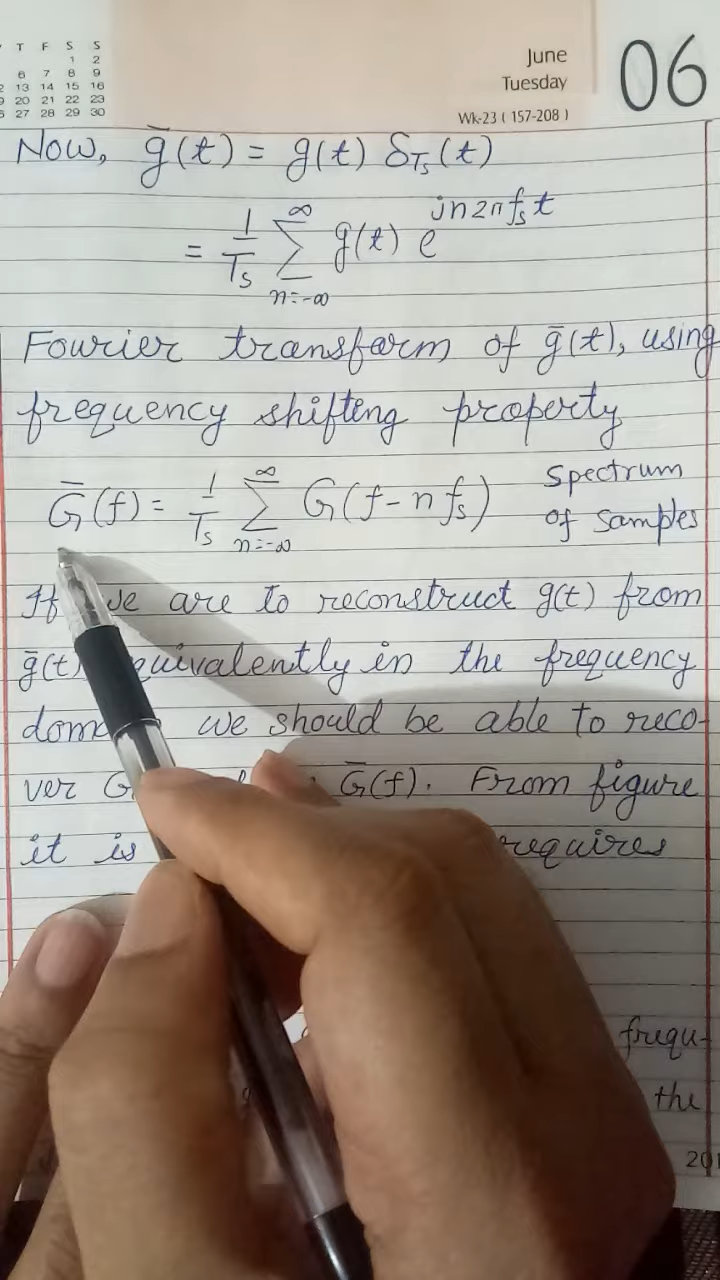 T F S S
1 2
6 7 8 9
2 13 14 15 16
9 20 21 22 23
6 27 28 29 30
June
Tuesday
06
Wk-23 ( 157-208 )
Now, ḡ(t) = g(t) δTs(t)
= 1/Ts ∑ n=-∞ ∞ g(t) e^jn2πfst
Fourier transform of ḡ(t), using
frequency shifting property
Ḡ(f) = 1/Ts ∑ n=-∞ ∞ G(f-nfs) Spectrum of samples
If we are to reconstruct g(t) from
ḡ(t) equivalently in the frequency
we should be able to reco-
ver Ḡ(f). From figure
it is requires
frequ-
the